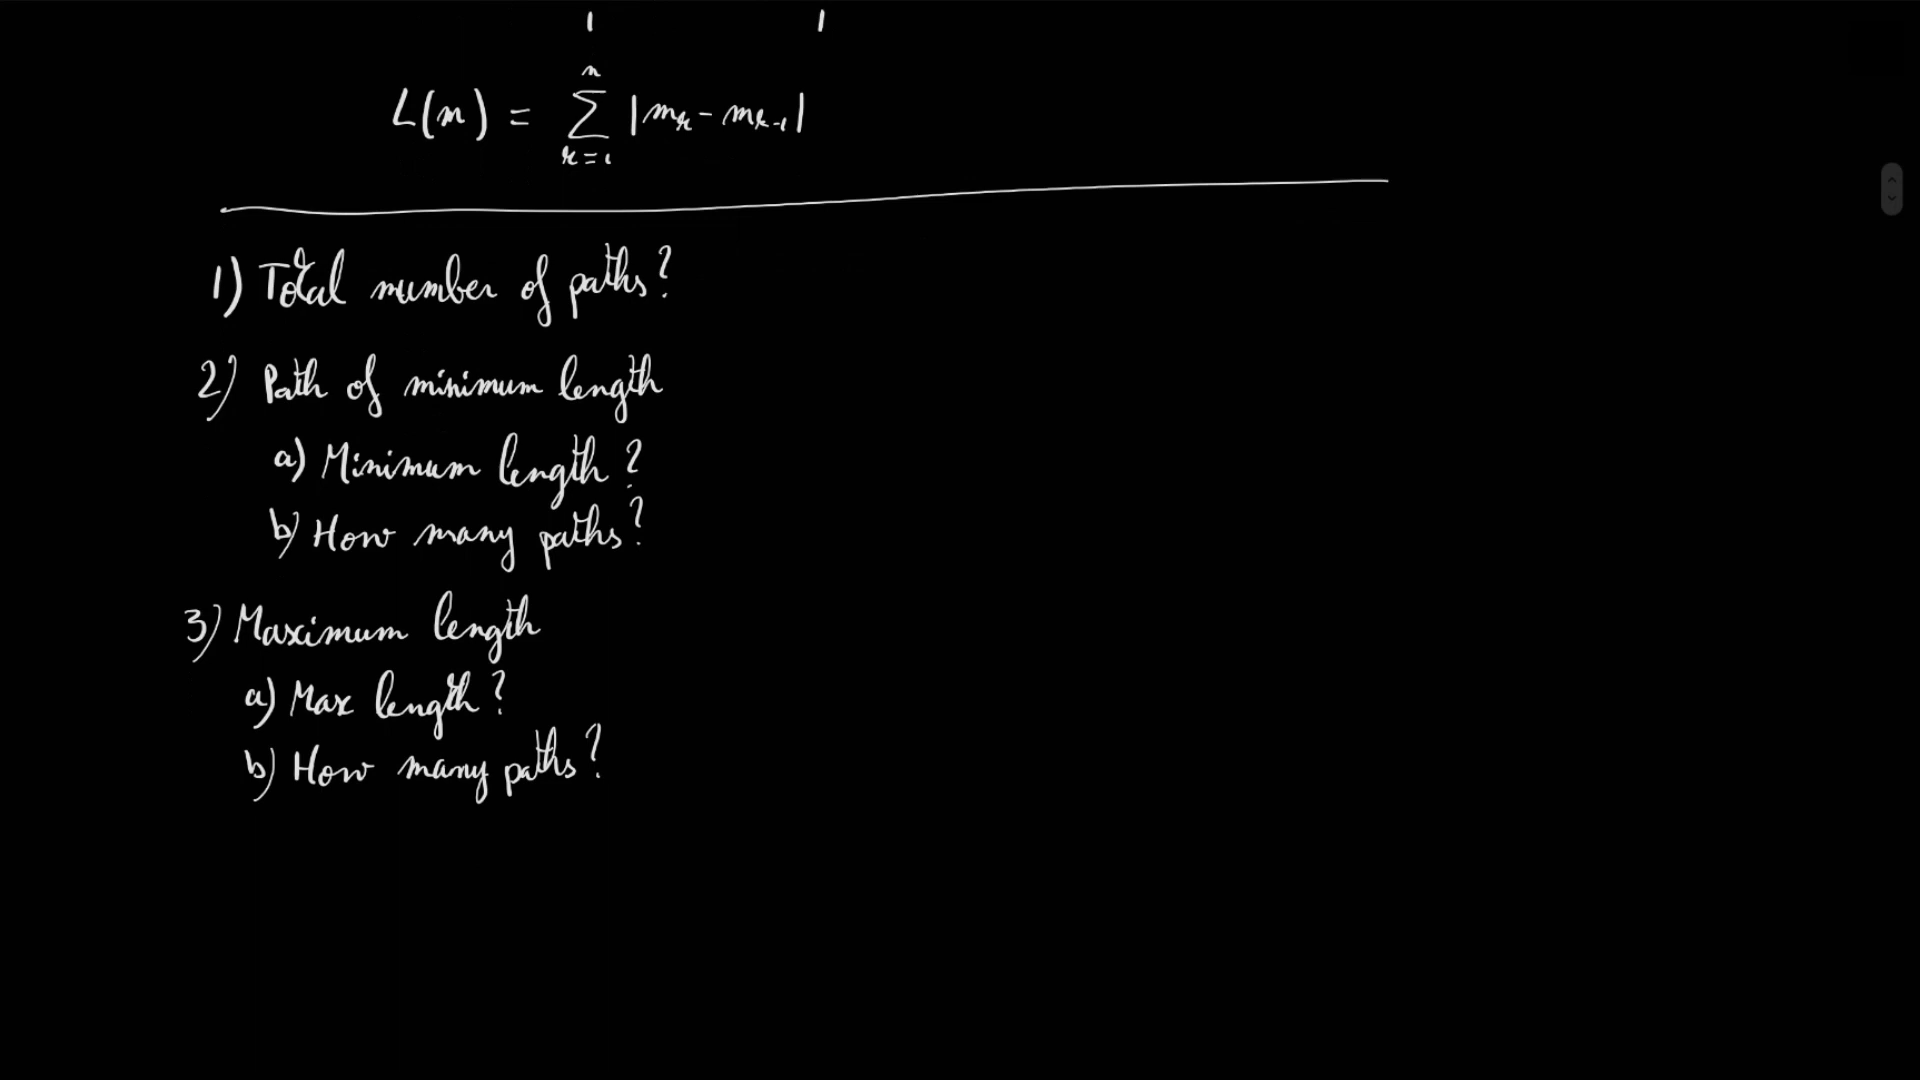 L(m) = \sum_{k=1}^{n} |m_k - m_{k-1}|
1) Total number of paths?
2) Path of minimum length
a) Minimum length?
b) How many paths?
3) Maximum length
a) Max length?
b) How many paths?